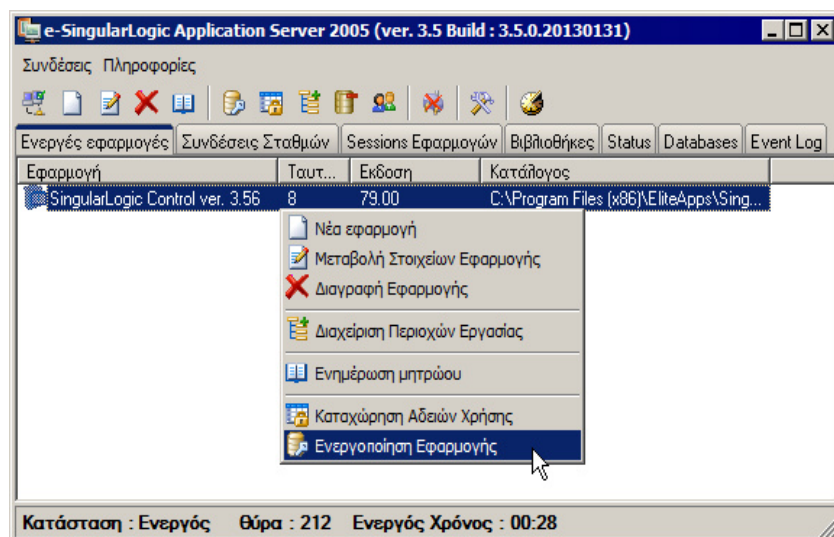 e-SingularLogic Application Server 2005 (ver. 3.5 Build : 3.5.0.20130131)
Συνδέσεις Πληροφορίες
Ενεργές εφαρμογές Συνδέσεις Σταθμών Sessions Εφαρμογών Βιβλιοθήκες Status Databases Event Log
Εφαρμογή Ταυτ... Εκδοση Κατάλογος
SingularLogic Control ver. 3.56 8 79.00 C:\Program Files (x86)\EliteApps\Sing...
Νέα εφαρμογή
Μεταβολή Στοιχείων Εφαρμογής
Διαγραφή Εφαρμογής
Διαχείριση Περιοχών Εργασίας
Ενημέρωση μητρώου
Καταχώρηση Αδειών Χρήσης
Ενεργοποίηση Εφαρμογής
Κατάσταση : Ενεργός Θύρα : 212 Ενεργός Χρόνος : 00:28